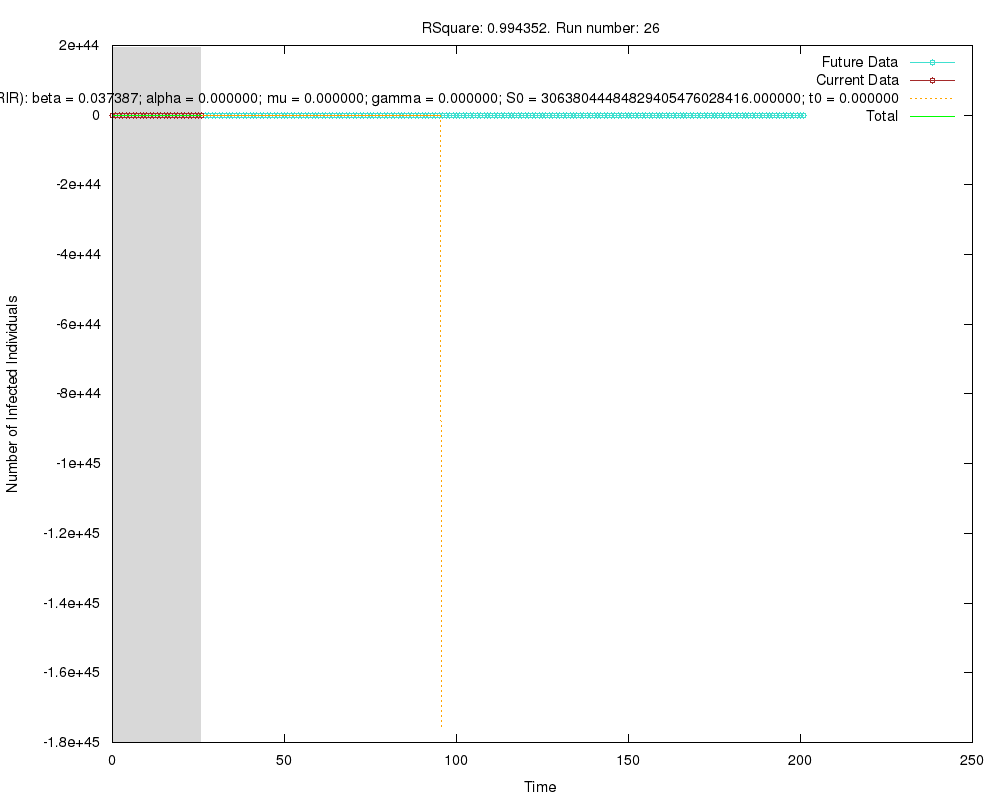 RSquare: 0.994352. Run number: 26
2e+44
0
-2e+44
-4e+44
-6e+44
-8e+44
-1e+45
-1.2e+45
-1.4e+45
-1.6e+45
-1.8e+45
Number of Infected Individuals
Future Data
Current Data
RIR): beta = 0.037387; alpha = 0.000000; mu = 0.000000; gamma = 0.000000; S0 = 306380444848294054760284​16.000000; t0 = 0.000000
Total
0 50 100 150 200 250
Time